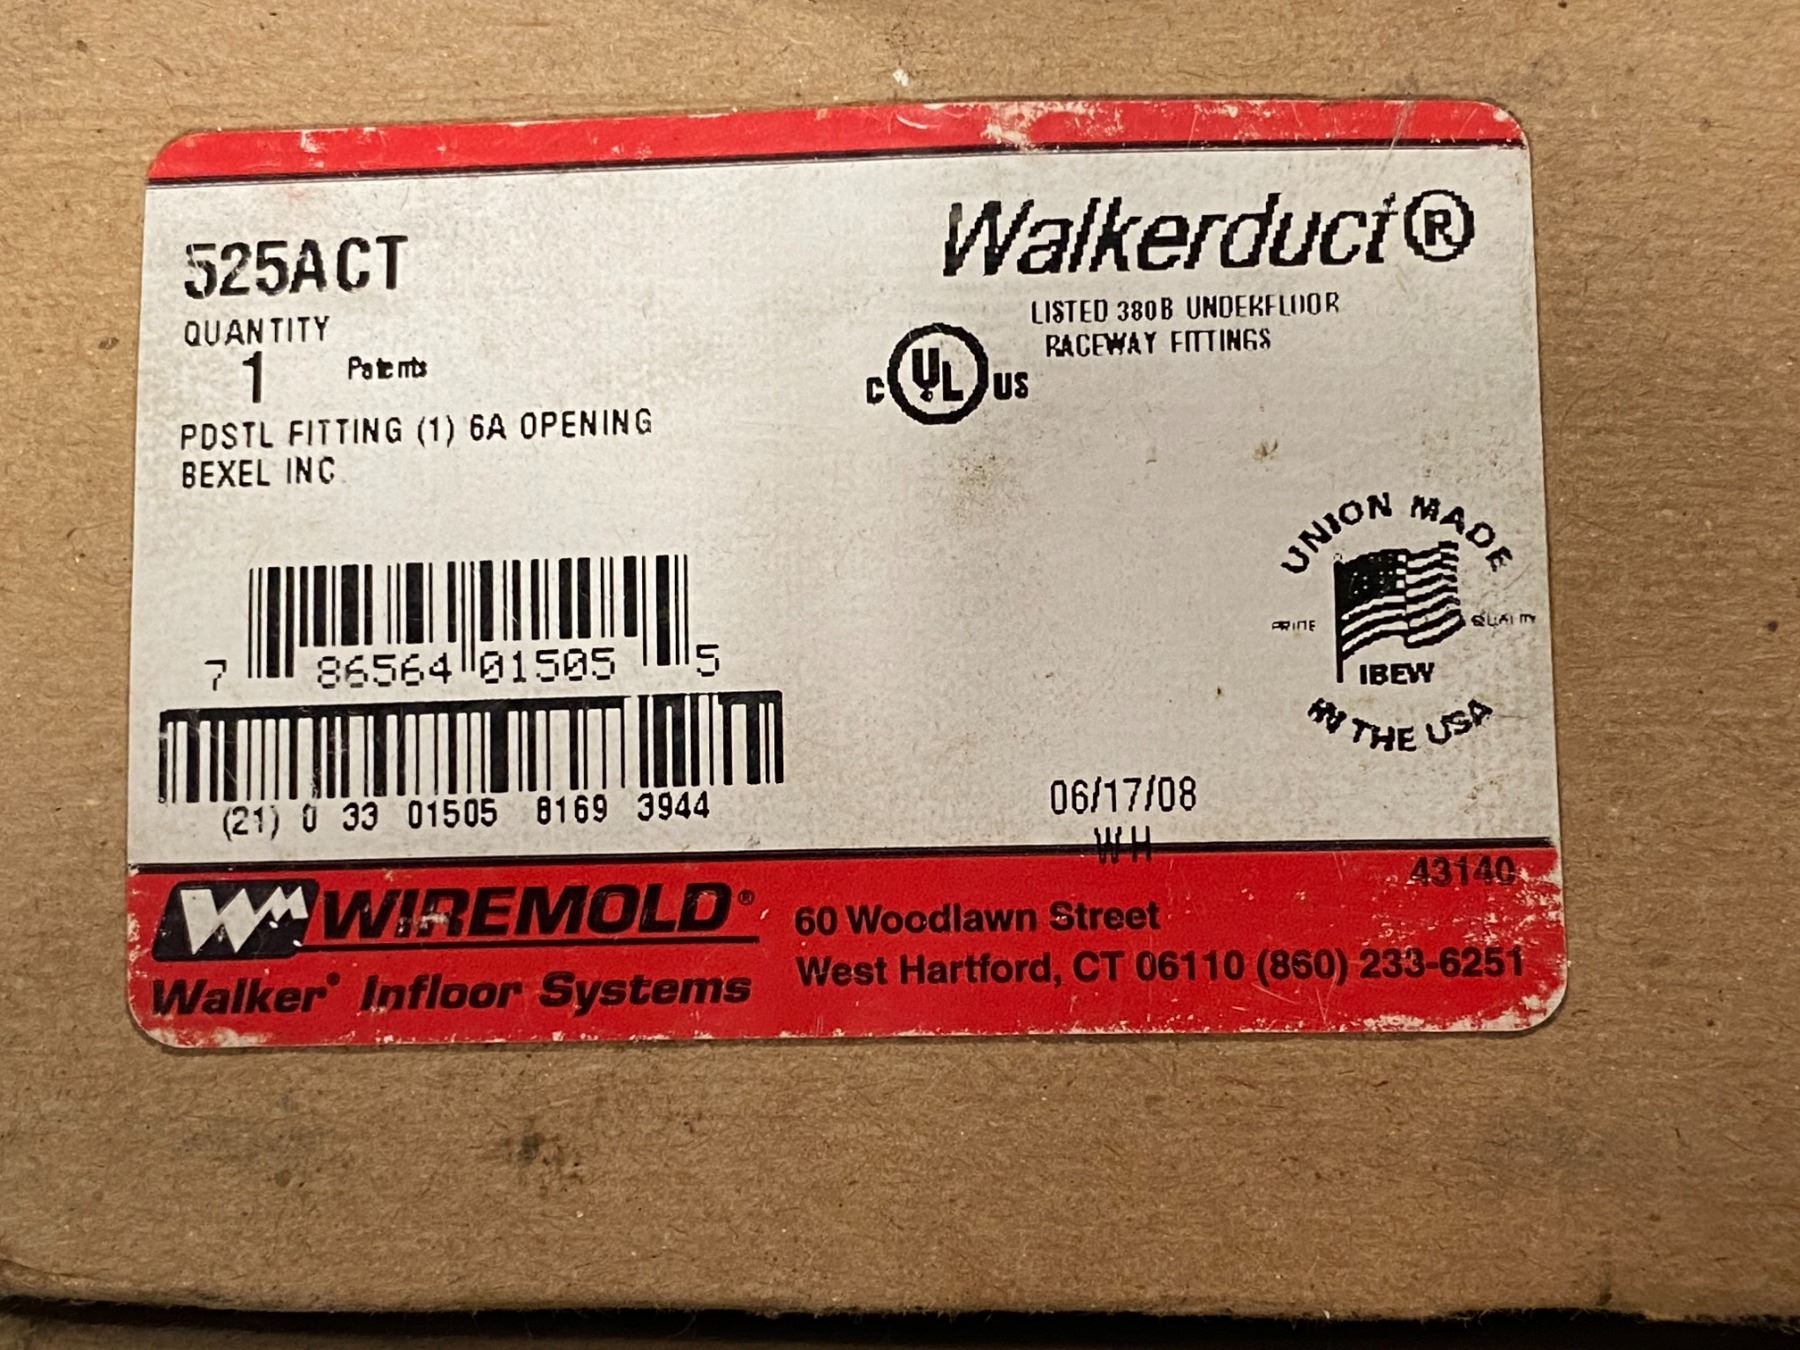 525ACT
QUANTITY
1 Patents
PDSTL FITTING (1) 6A OPENING
BEXEL INC
7 86564 01505 5
(21) 0 33 01505 8169 3944
Walkerduct®
LISTED 380B UNDERFLOOR
RACEWAY FITTINGS
C UL US
UNION MADE
PRIDE QUALITY
IBEW
IN THE USA
06/17/08
WH
43140
WM WIREMOLD®
Walker® Infloor Systems
60 Woodlawn Street
West Hartford, CT 06110 (860) 233-6251